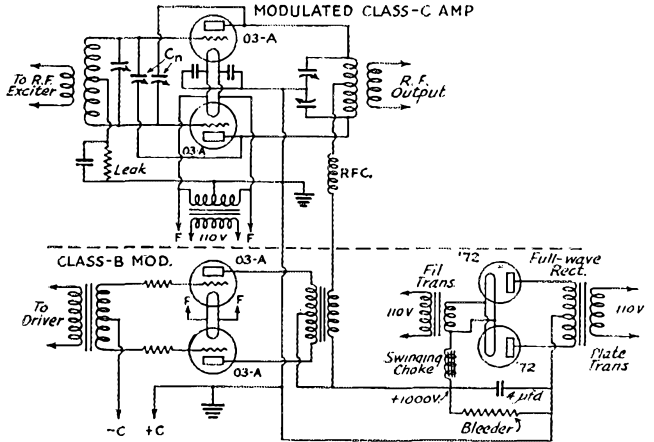 MODULATED CLASS-C AMP
03-A
Cn
To R.F.
Exciter
R.F.
Output
03-A
Leak
RFC.
F 110V F
CLASS-B MOD.
03-A
'72
Full-wave
Rect.
Fil
Trans.
To
Driver
F F
110V
110V
Swinging
Choke
'72
Plate
Trans
03-A
+1000V.
4 μfd
-C +C
Bleeder